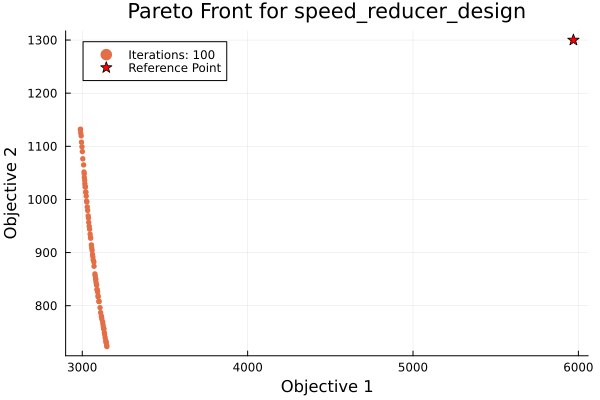 Pareto Front for speed_reducer_design
Iterations: 100
Reference Point
1300
1200
1100
1000
900
800
Objective 2
3000
4000
5000
6000
Objective 1